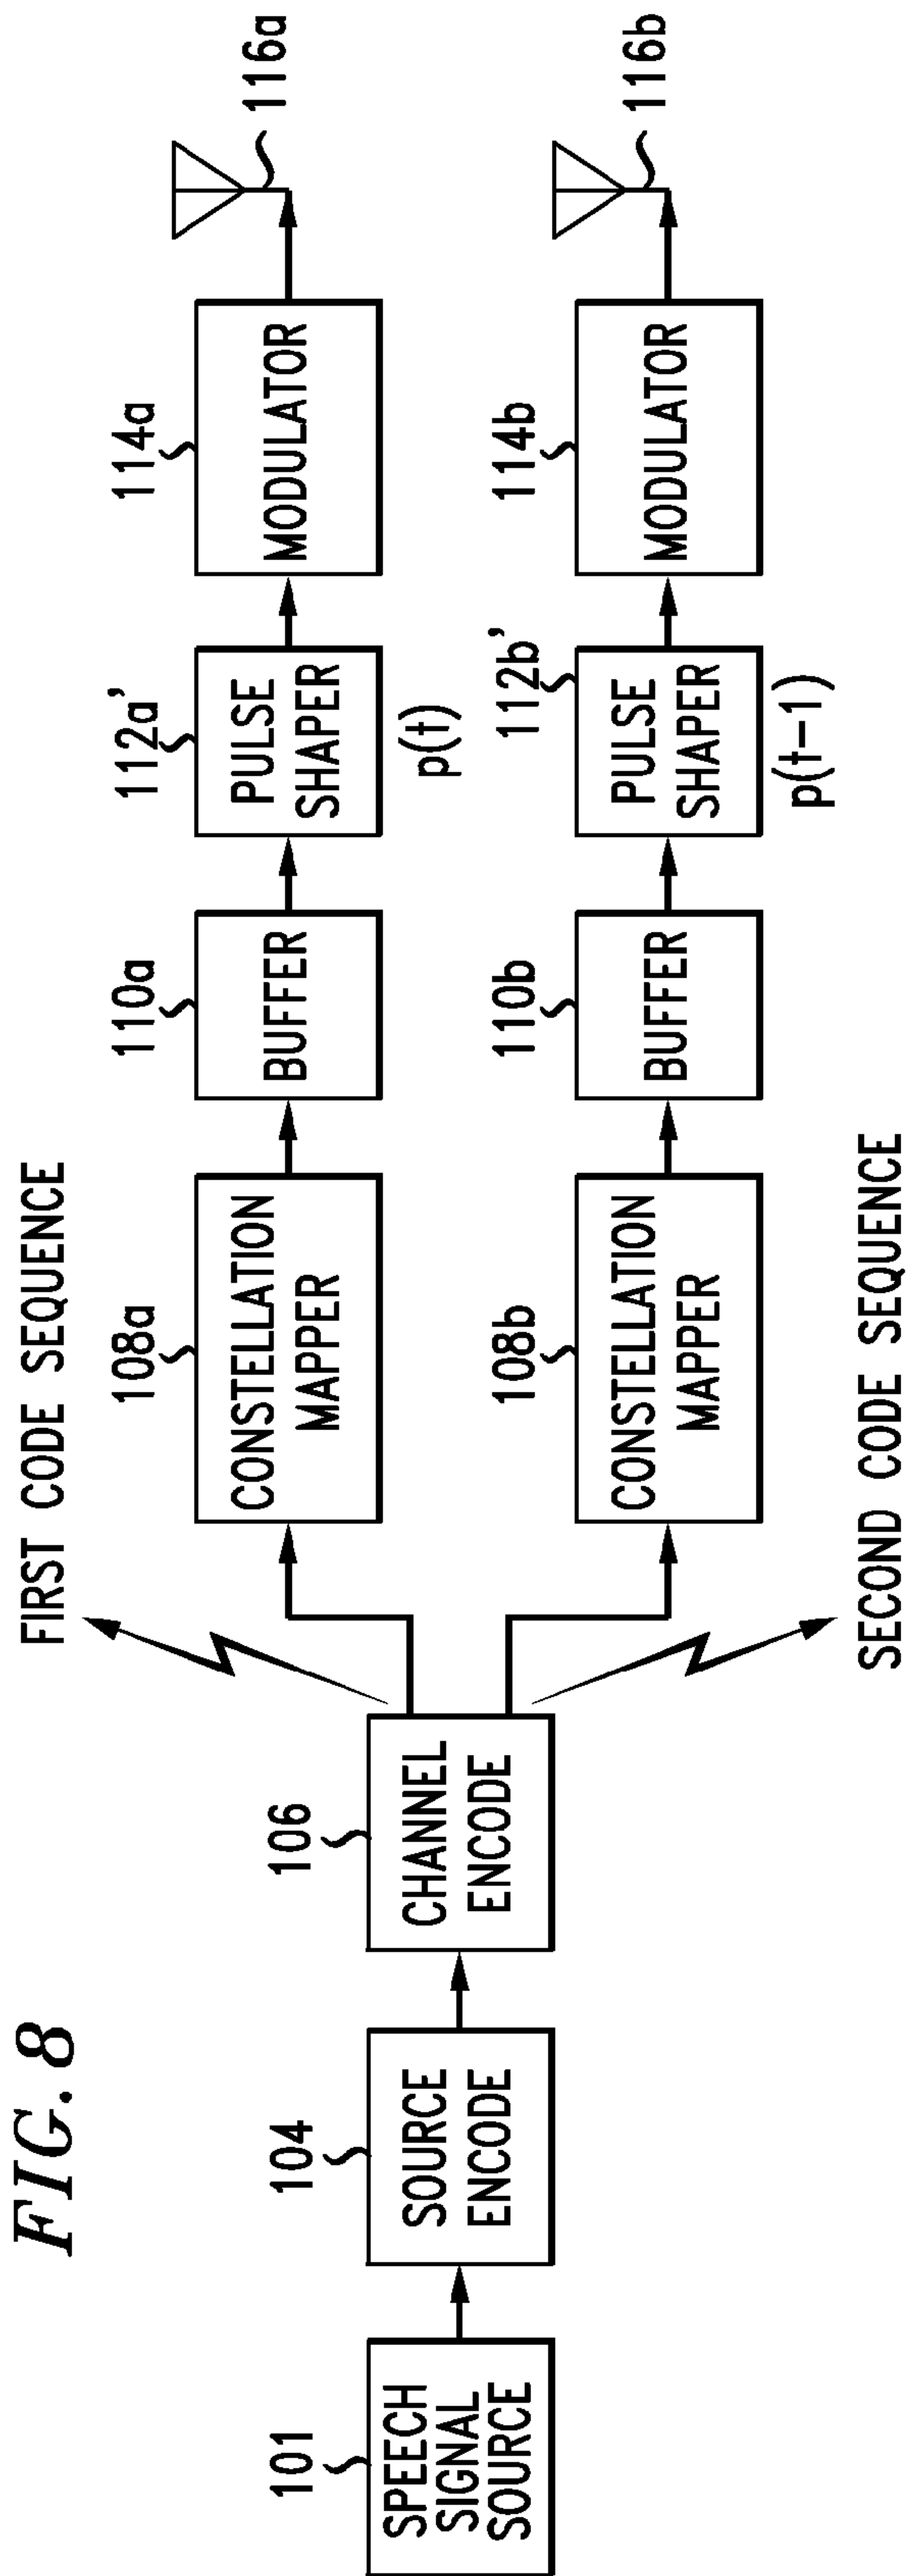 FIG. 8
FIRST CODE SEQUENCE
101
SPEECH
SIGNAL
SOURCE
104
SOURCE
ENCODE
106
CHANNEL
ENCODE
108a
CONSTELLATION
MAPPER
110a
BUFFER
112a'
PULSE
SHAPER
p(t)
114a
MODULATOR
116a
108b
CONSTELLATION
MAPPER
110b
BUFFER
112b'
PULSE
SHAPER
p(t-1)
114b
MODULATOR
116b
SECOND CODE SEQUENCE